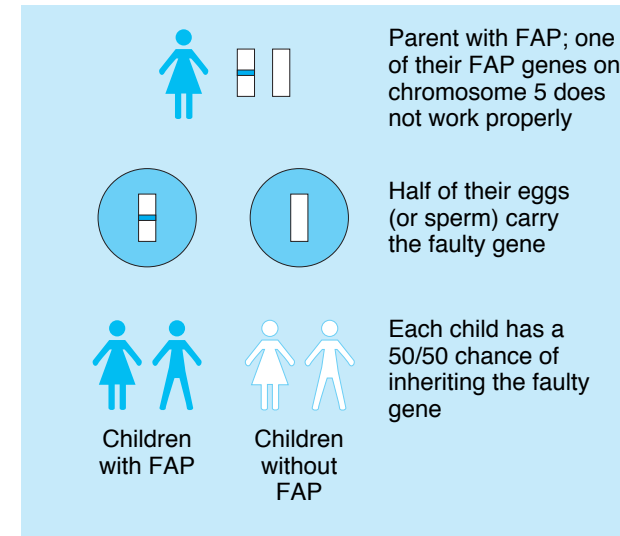 Parent with FAP; one
of their FAP genes on
chromosome 5 does
not work properly
Half of their eggs
(or sperm) carry
the faulty gene
Each child has a
50/50 chance of
inheriting the faulty
gene
Children
with FAP
Children
without
FAP